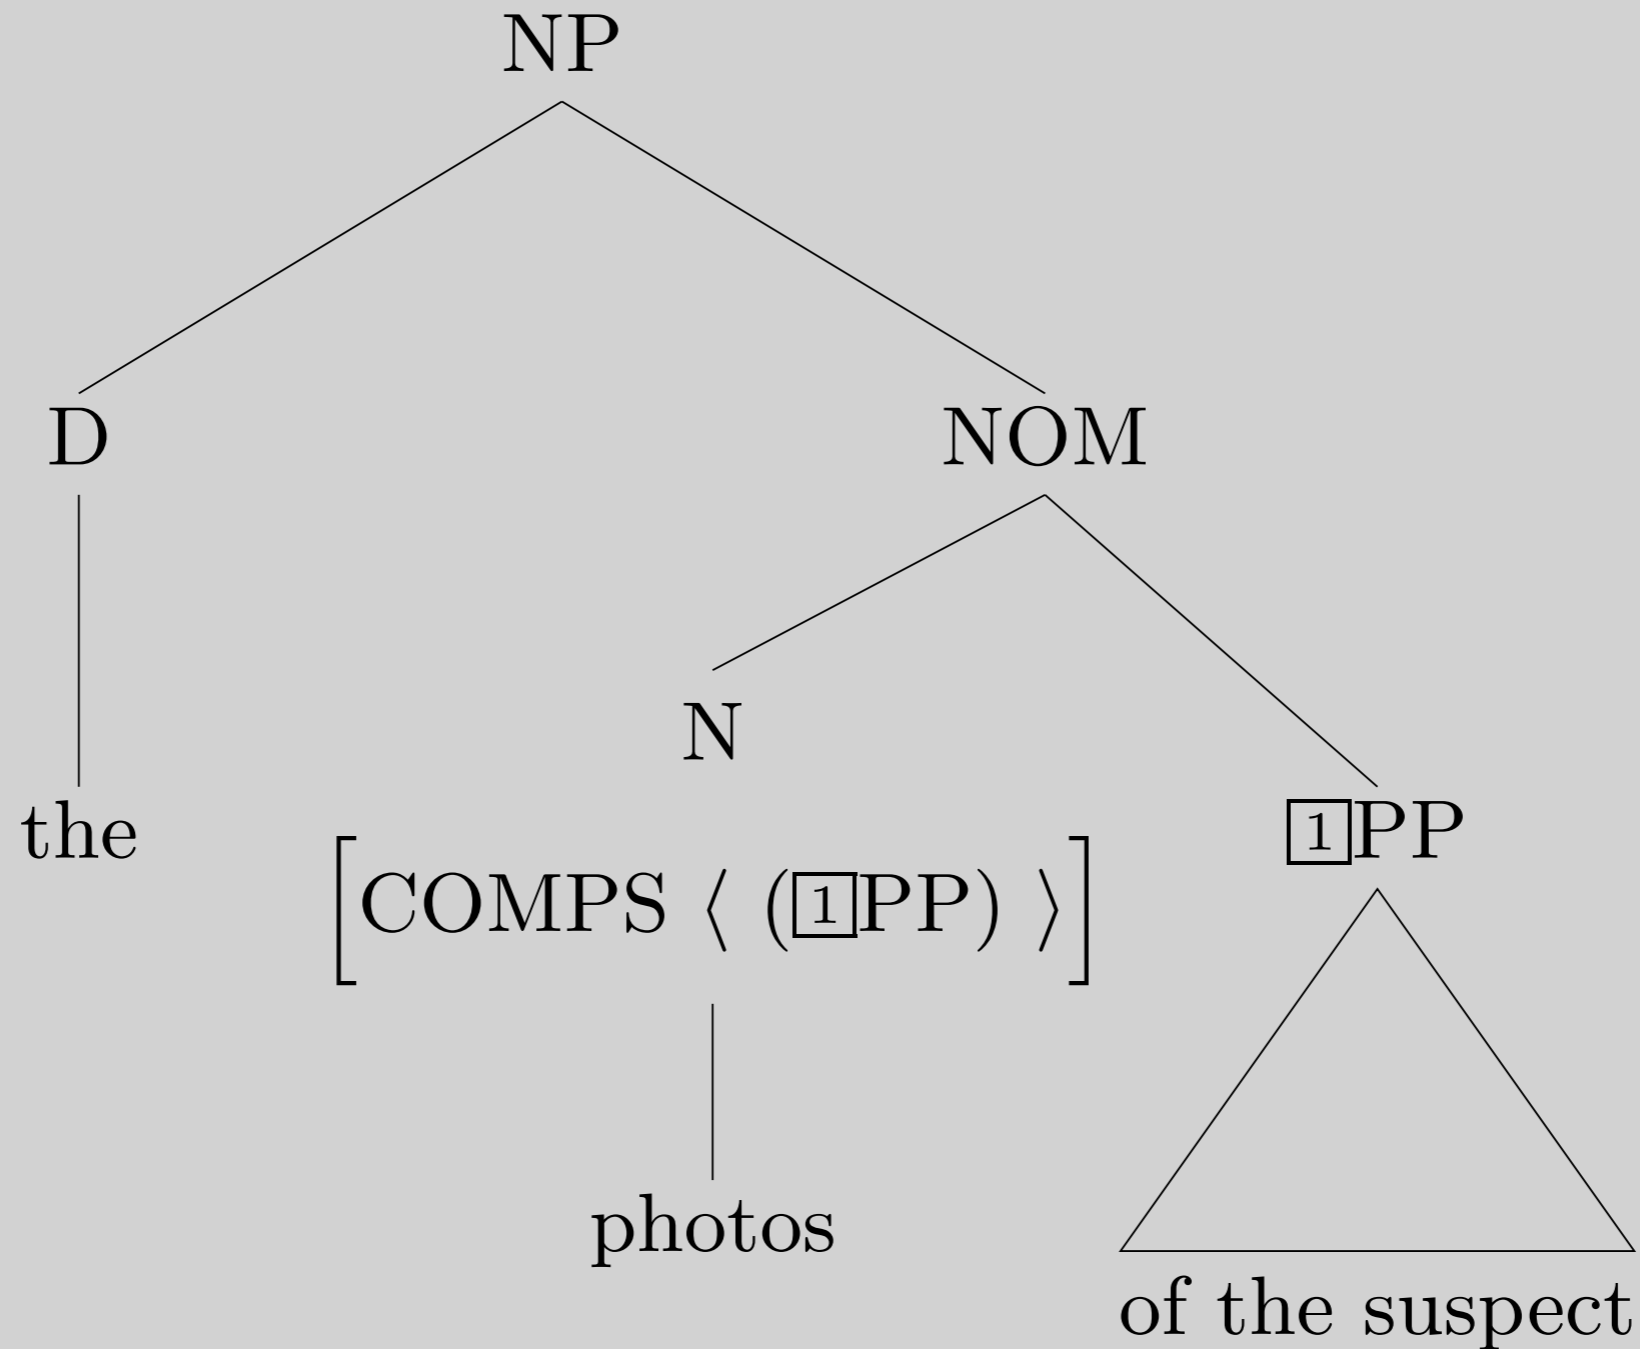 NP
D NOM
N
the 1PP
[COMPS ⟨ (1PP) ⟩]
photos
of the suspect